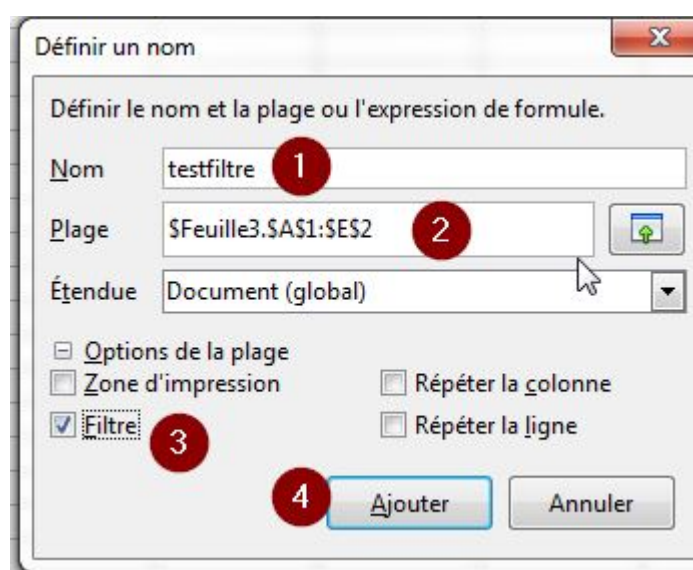 Définir un nom
Définir le nom et la plage ou l'expression de formule.
Nom testfiltre 1
Plage $Feuille3.$A$1:$E$2 2
Étendue Document (global)
Options de la plage
Zone d'impression Répéter la colonne
Filtre 3 Répéter la ligne
4 Ajouter Annuler